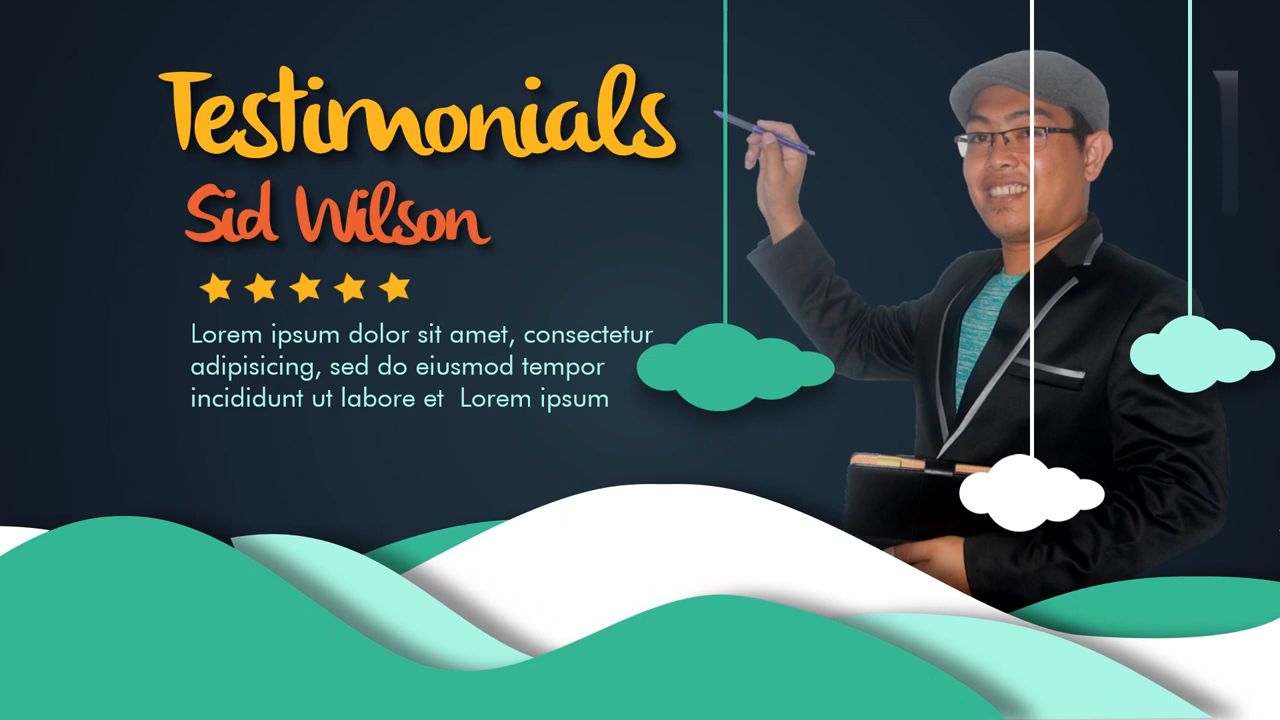 Testimonials
Sid Wilson
Lorem ipsum dolor sit amet, consectetur
adipisicing, sed do eiusmod tempor
incididunt ut labore et  Lorem ipsum